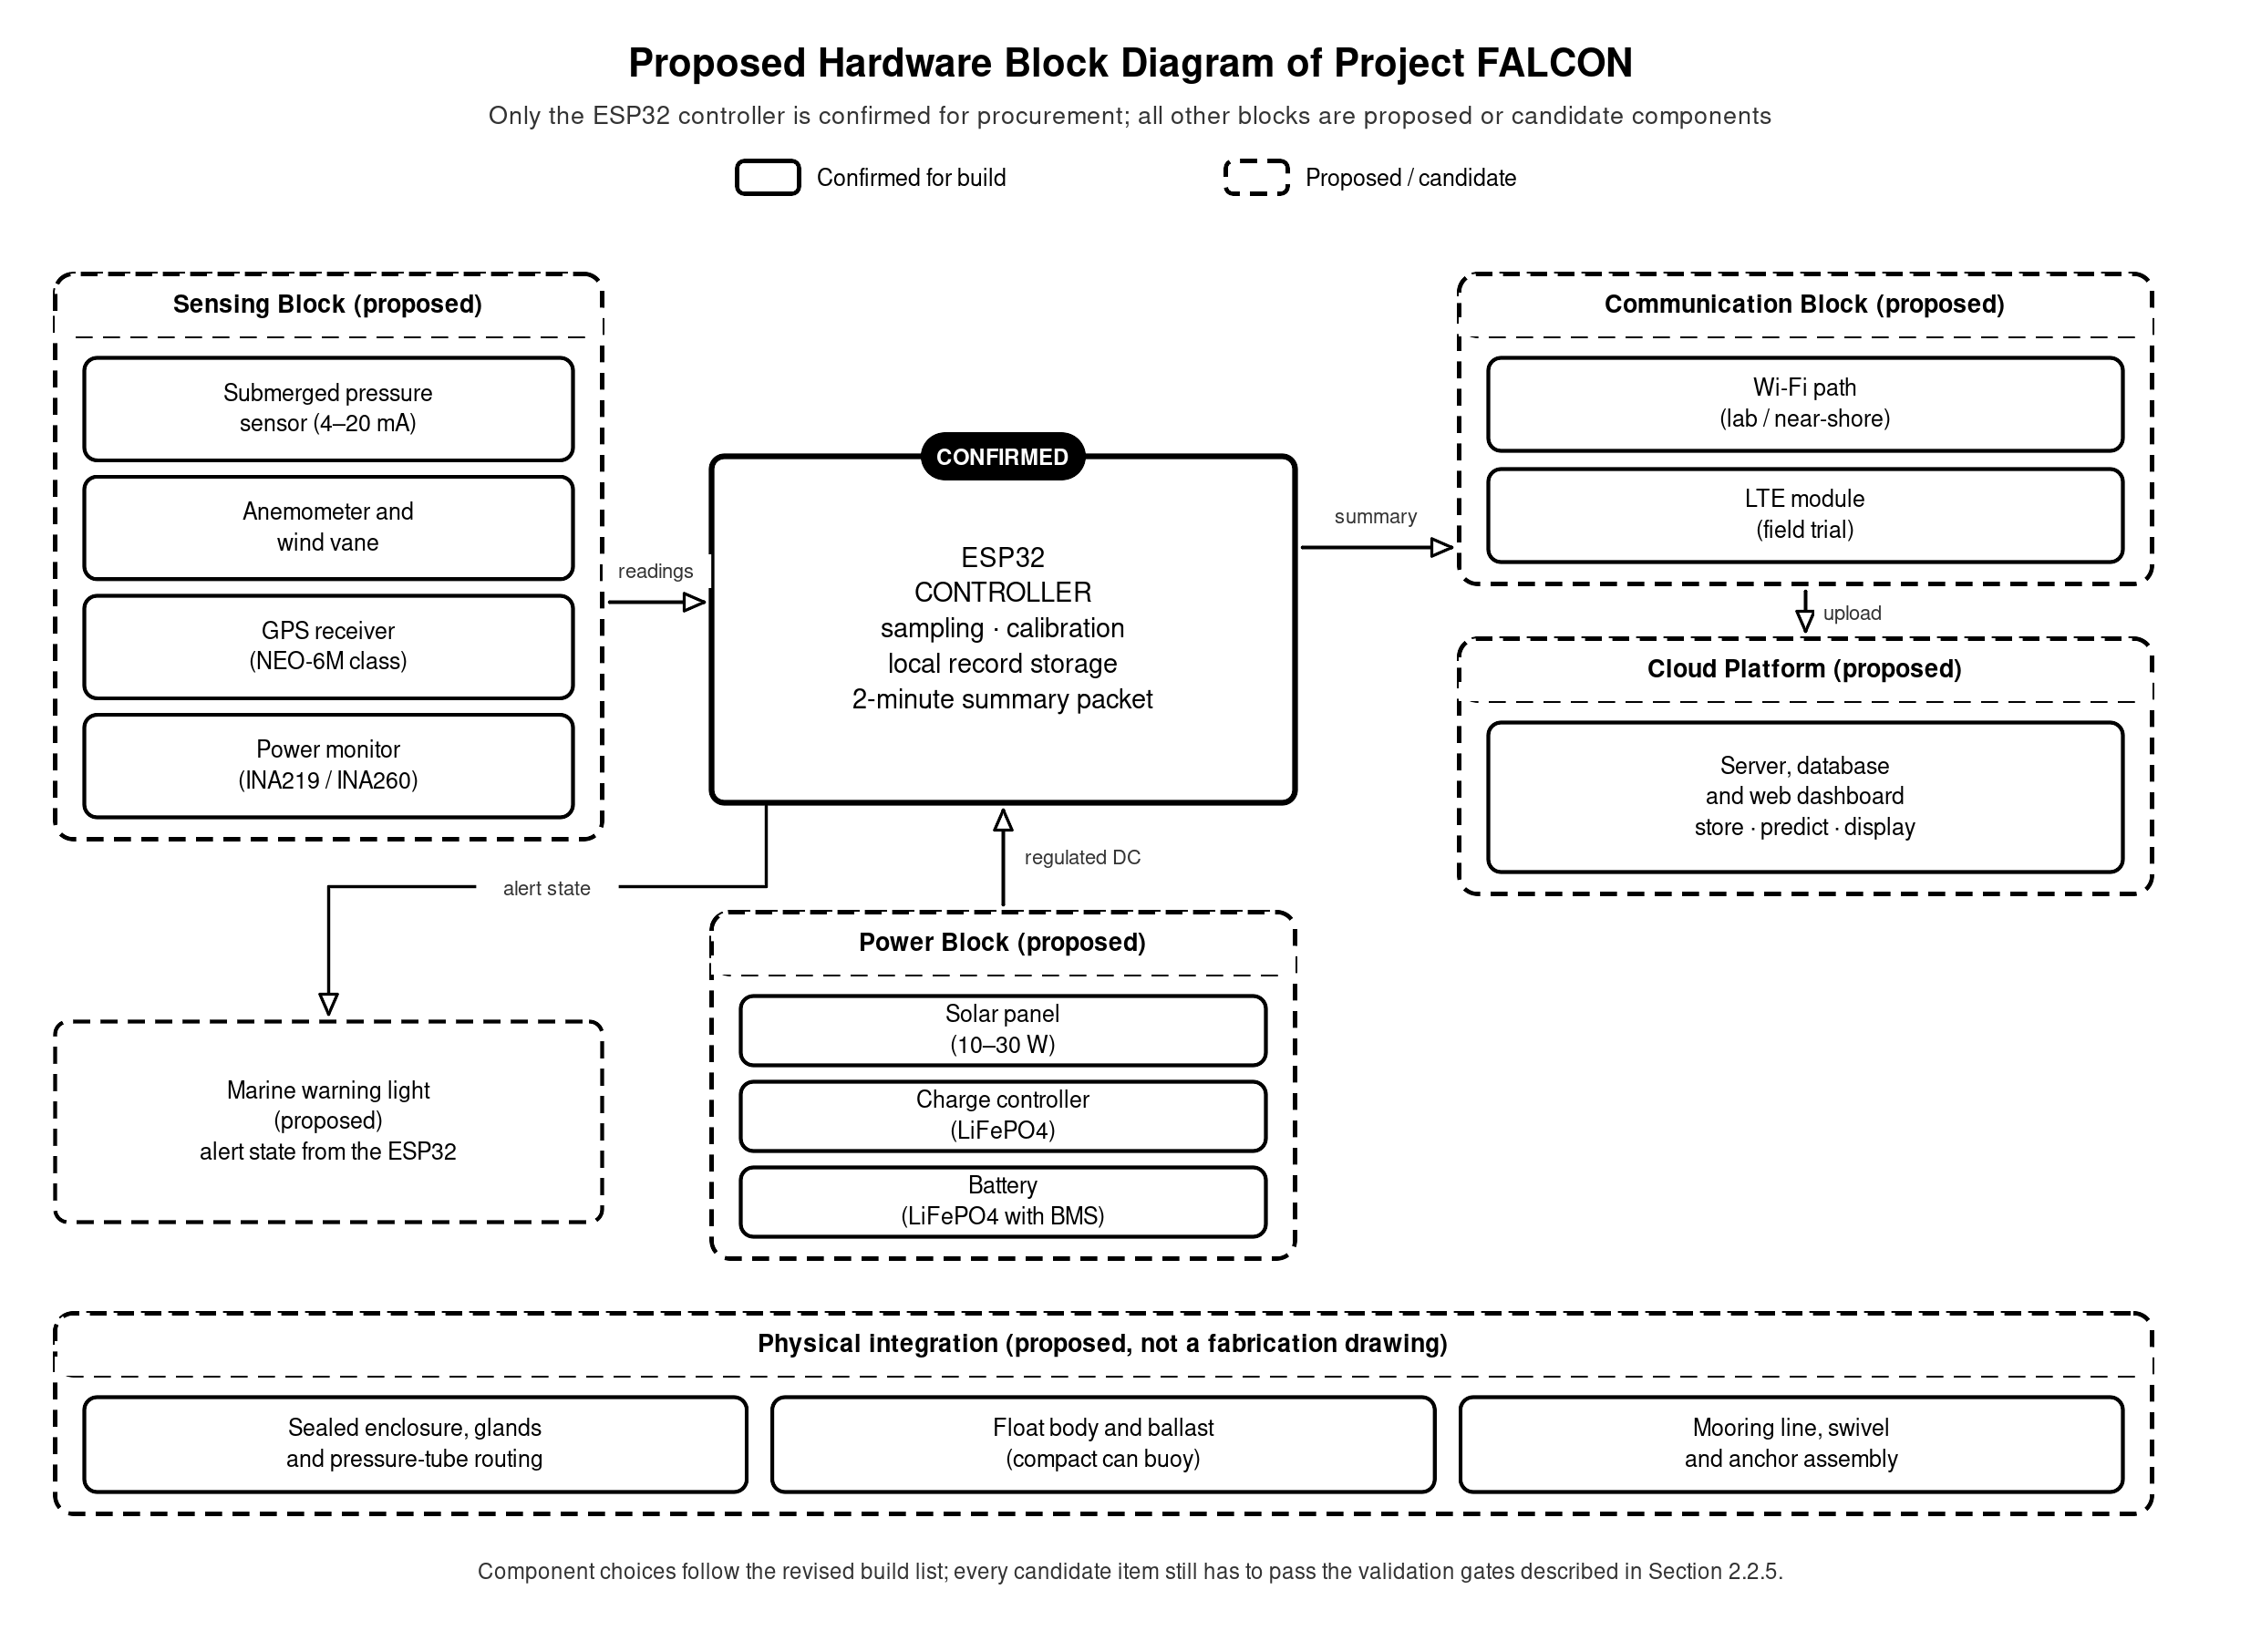 Proposed Hardware Block Diagram of Project FALCON
Only the ESP32 controller is confirmed for procurement; all other blocks are proposed or candidate components
Confirmed for build
Proposed / candidate
Sensing Block (proposed)
Submerged pressure
sensor (4–20 mA)
Anemometer and
wind vane
GPS receiver
(NEO-6M class)
Power monitor
(INA219 / INA260)
readings
CONFIRMED
ESP32
CONTROLLER
sampling · calibration
local record storage
2-minute summary packet
summary
Communication Block (proposed)
Wi-Fi path
(lab / near-shore)
LTE module
(field trial)
upload
Cloud Platform (proposed)
Server, database
and web dashboard
store · predict · display
alert state
regulated DC
Marine warning light
(proposed)
alert state from the ESP32
Power Block (proposed)
Solar panel
(10–30 W)
Charge controller
(LiFePO4)
Battery
(LiFePO4 with BMS)
Physical integration (proposed, not a fabrication drawing)
Sealed enclosure, glands
and pressure-tube routing
Float body and ballast
(compact can buoy)
Mooring line, swivel
and anchor assembly
Component choices follow the revised build list; every candidate item still has to pass the validation gates described in Section 2.2.5.